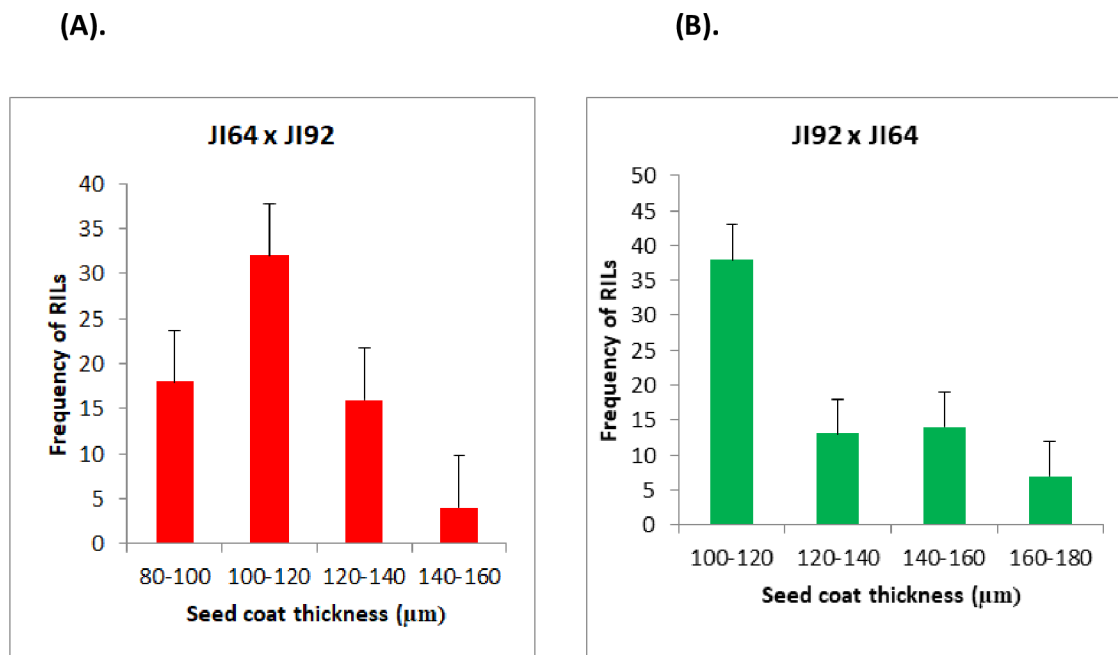 (A).
(B).
JI64 x JI92
40
35
30
25
20
15
10
5
0
Frequency of RILs
80-100 100-120 120-140 140-160
Seed coat thickness (μm)
JI92 x JI64
50
45
40
35
30
25
20
15
10
5
0
Frequency of RILs
100-120 120-140 140-160 160-180
Seed coat thickness (μm)